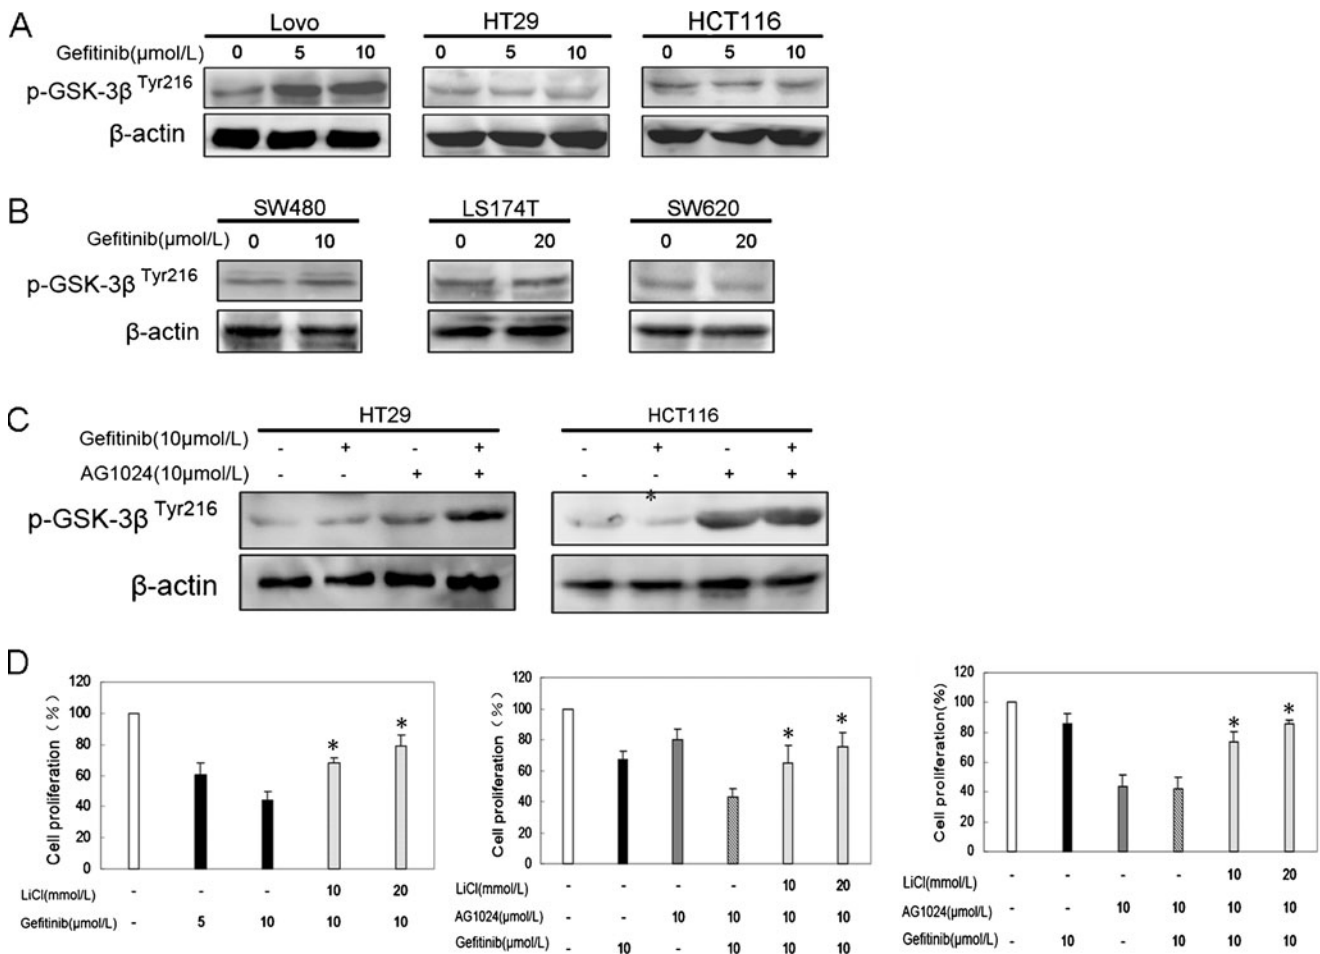 A
Lovo HT29 HCT116
Gefitinib(μmol/L) 0 5 10 0 5 10 0 5 10
p-GSK-3β Tyr216
β-actin
B
SW480 LS174T SW620
Gefitinib(μmol/L) 0 10 0 20 0 20
p-GSK-3β Tyr216
β-actin
C
HT29 HCT116
Gefitinib(10μmol/L) - + - + - + - +
AG1024(10μmol/L) - - + + - - + +
*
p-GSK-3β Tyr216
β-actin
D
Cell proliferation (%)
120
100
80
60
40
20
0
* *
LiCl(mmol/L) - - - 10 20
Gefitinib(μmol/L) - 5 10 10 10
Cell proliferation (%)
120
100
80
60
40
20
0
* *
LiCl(mmol/L) - - - - 10 20
AG1024(μmol/L) - - 10 10 10 10
Gefitinib(μmol/L) - 10 - 10 10 10
Cell proliferation(%)
120
100
80
60
40
20
0
* *
LiCl(mmol/L) - - - - 10 20
AG1024(μmol/L) - - 10 10 10 10
Gefitinib(μmol/L) - 10 - 10 10 10